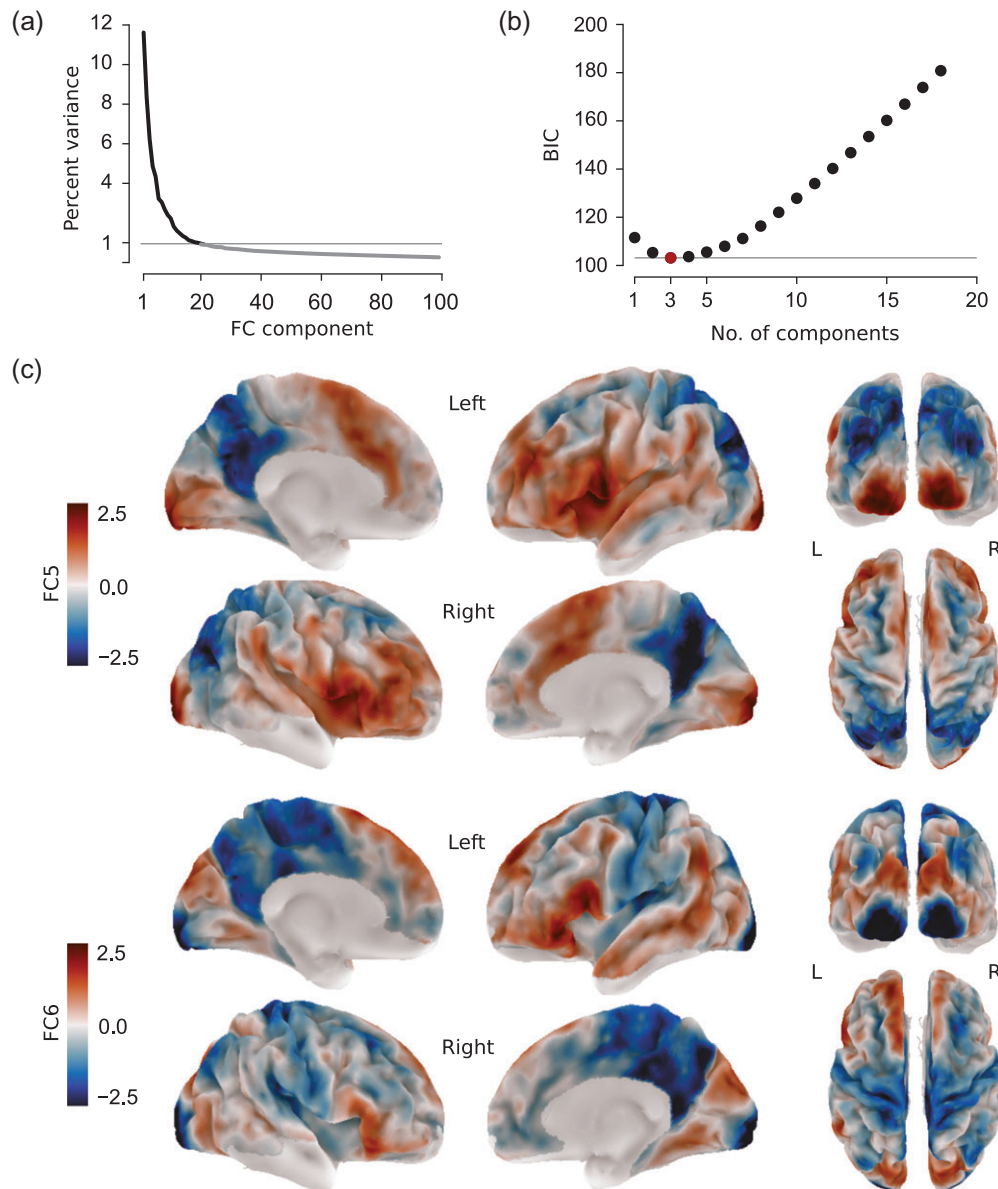 (a)
Percent variance
12
12
8
6
4
1
1
20
40
60
80
100
FC component
(b)
BIC
200
180
160
140
120
100
1
3
5
10
15
20
No. of components
(c)
Left
Right
FC5
2.5
0.0
−2.5
L
R
Left
Right
FC6
2.5
0.0
−2.5
L
R